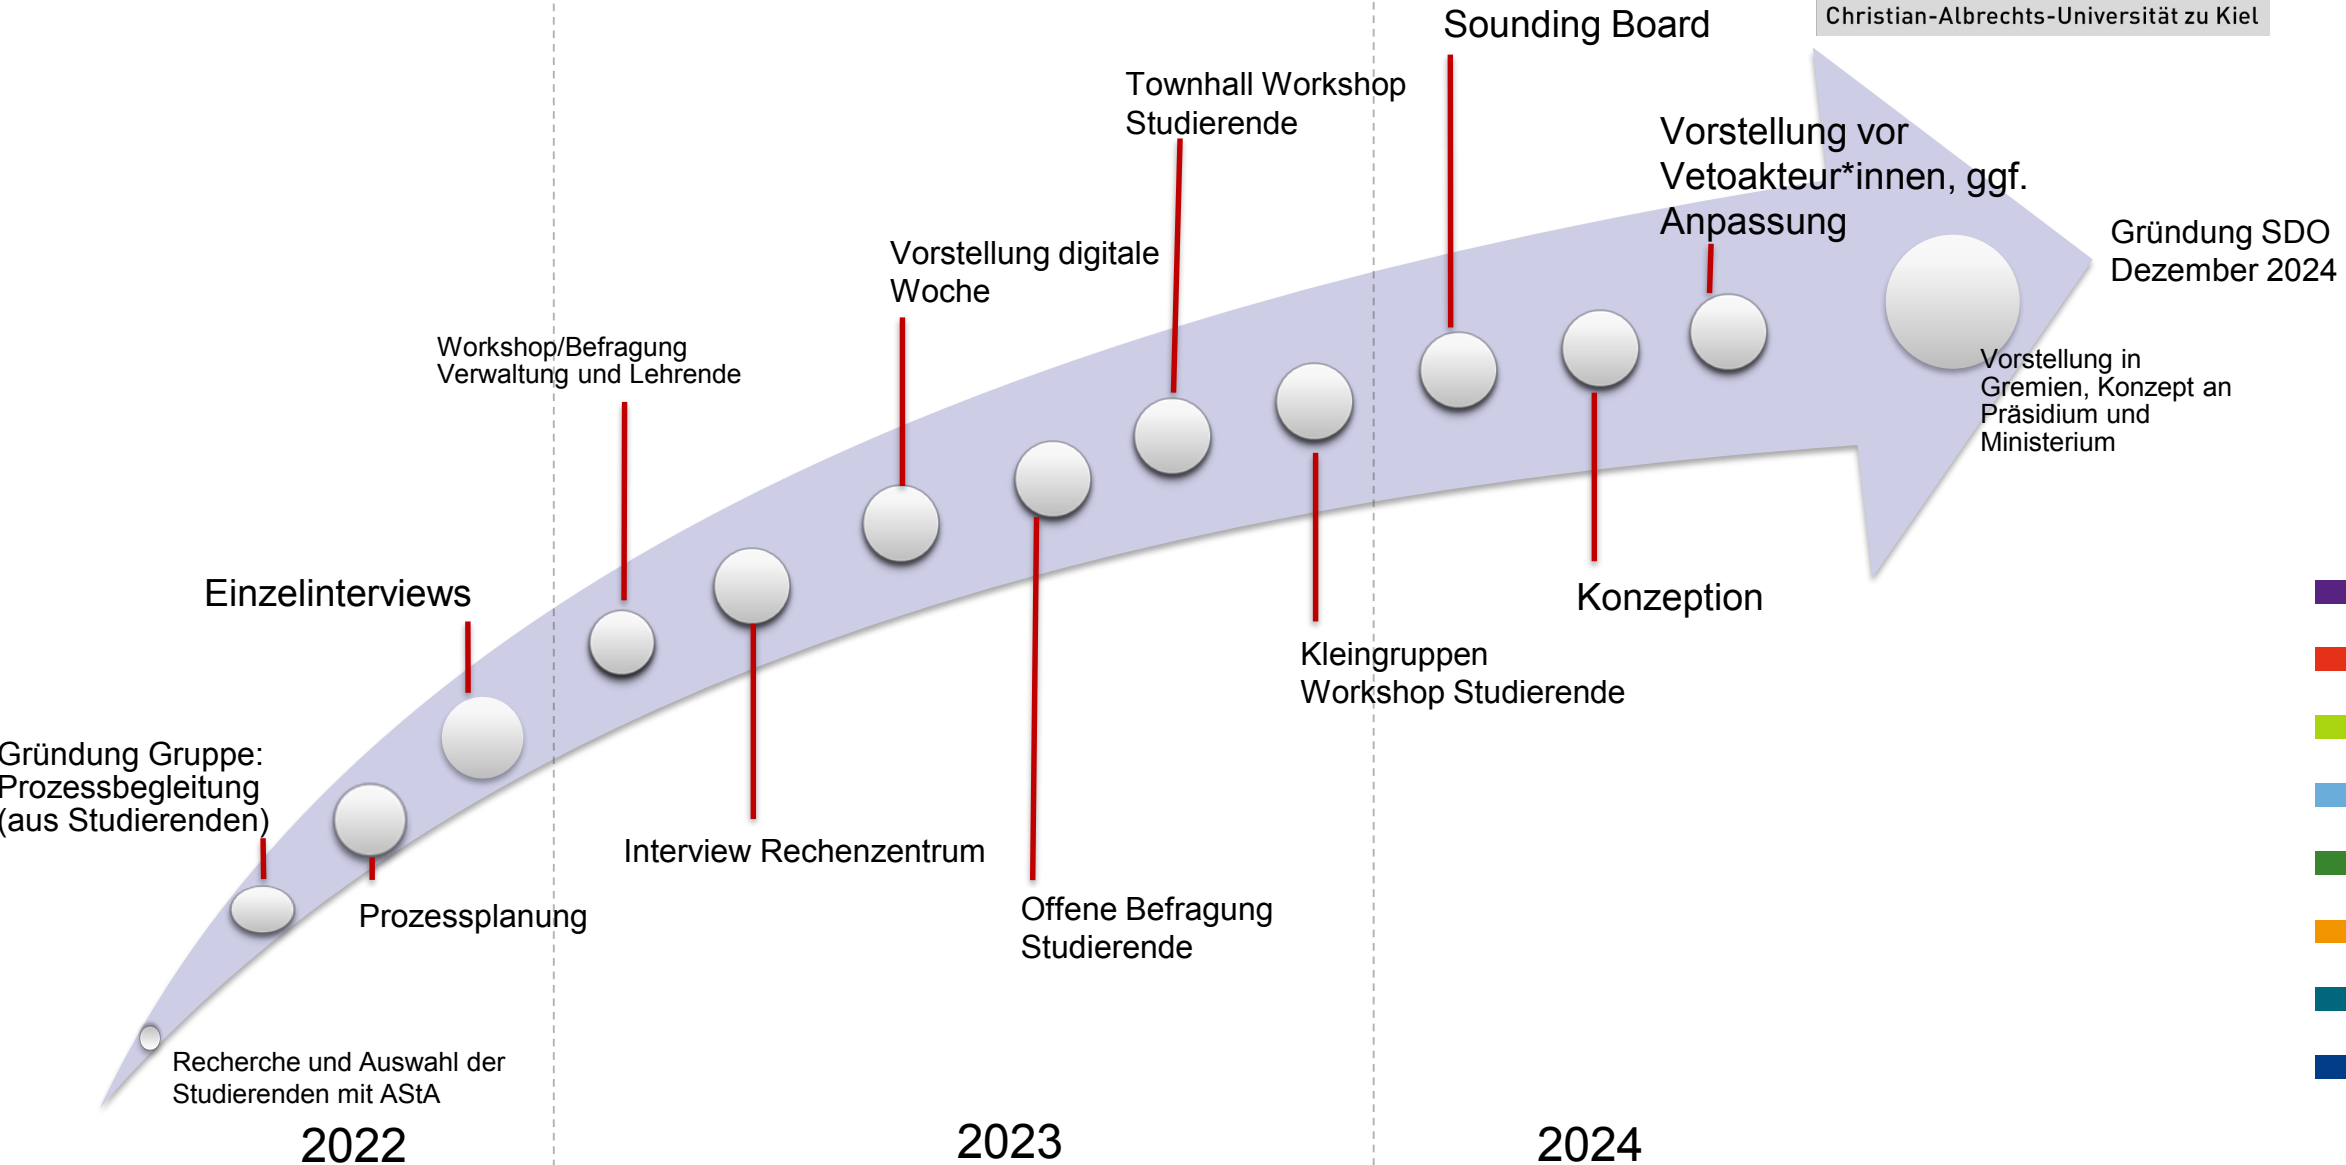 Christian-Albrechts-Universität zu Kiel
Sounding Board
Townhall Workshop
Studierende
Vorstellung vor
Vetoakteur*innen, ggf.
Anpassung
Gründung SDO
Dezember 2024
Vorstellung digitale
Woche
Workshop/Befragung
Verwaltung und Lehrende
Vorstellung in
Gremien, Konzept an
Präsidium und
Ministerium
Einzelinterviews
Konzeption
Kleingruppen
Workshop Studierende
Gründung Gruppe:
Prozessbegleitung
(aus Studierenden)
Interview Rechenzentrum
Prozessplanung
Offene Befragung
Studierende
Recherche und Auswahl der
Studierenden mit AStA
2022
2023
2024